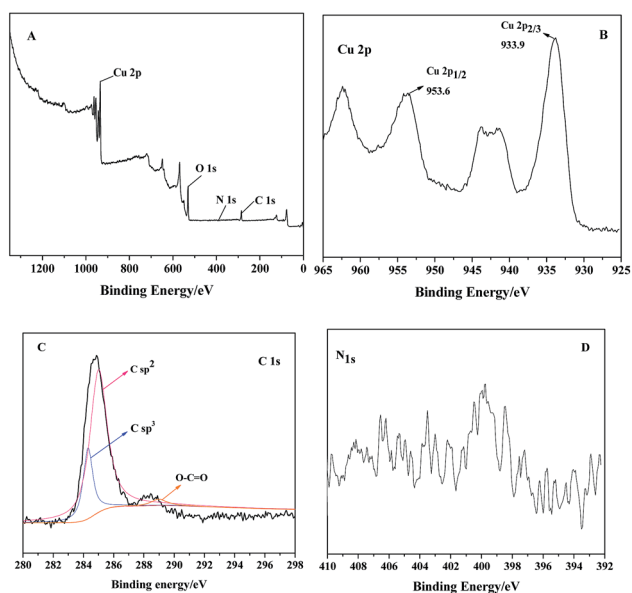 A
Cu 2p
O 1s
N 1s
C 1s
1200 1000 800 600 400 200 0
Binding Energy/eV
B
Cu 2p
Cu 2p2/3
933.9
Cu 2p1/2
953.6
965 960 955 950 945 940 935 930 925
Binding Energy/eV
C
C 1s
C sp2
C sp3
O-C=O
280 282 284 286 288 290 292 294 296 298
Binding energy/eV
D
N1s
410 408 406 404 402 400 398 396 394 392
Binding Energy/eV